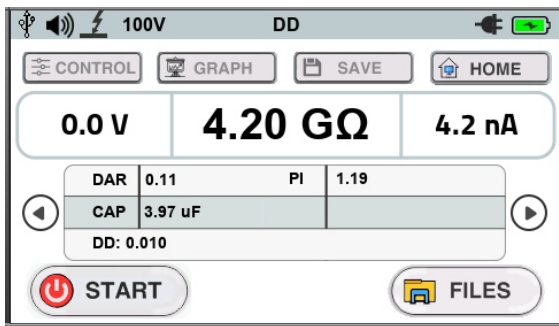 100V DD
CONTROL GRAPH SAVE HOME
0.0 V 4.20 GΩ 4.2 nA
DAR 0.11 PI 1.19
CAP 3.97 uF
DD: 0.010
START FILES